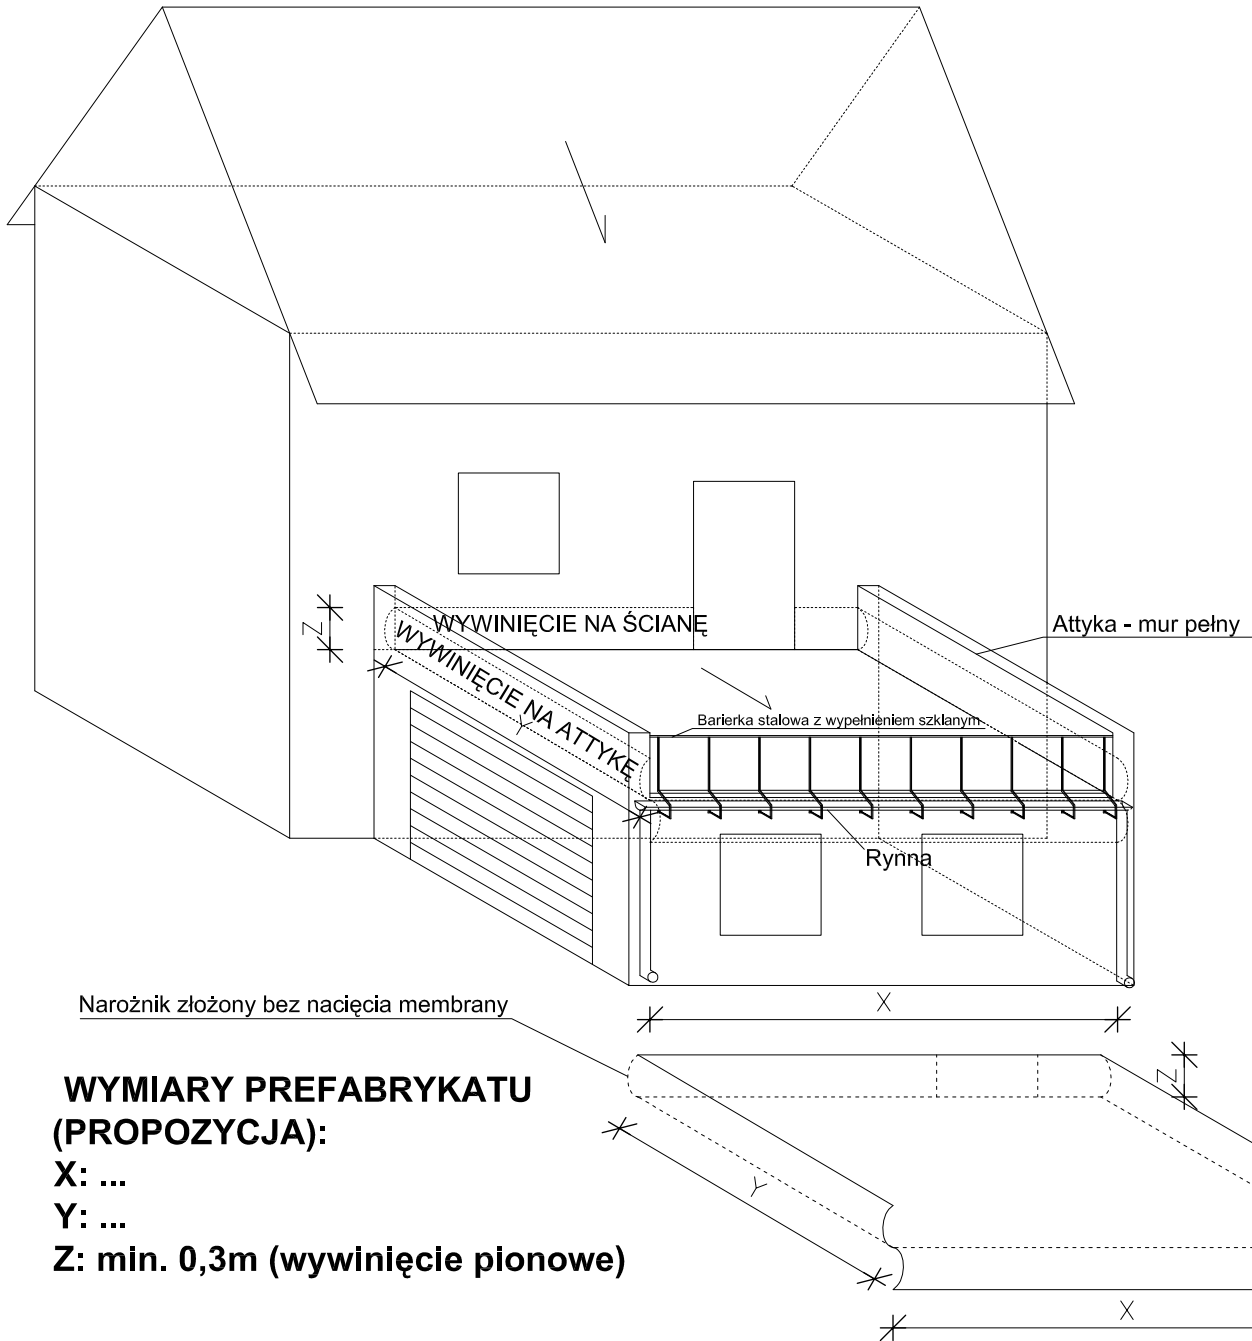 Z
WYWINIĘCIE NA ŚCIANĘ
Attyka - mur pełny
WYWINIĘCIE NA ATTYKĘ
Y
Barierka stalowa z wypełnieniem szklanym
Rynna
X
Narożnik złożony bez nacięcia membrany
Z
WYMIARY PREFABRYKATU
(PROPOZYCJA):
X: ...
Y: ...
Z: min. 0,3m (wywinięcie pionowe)
Y
X